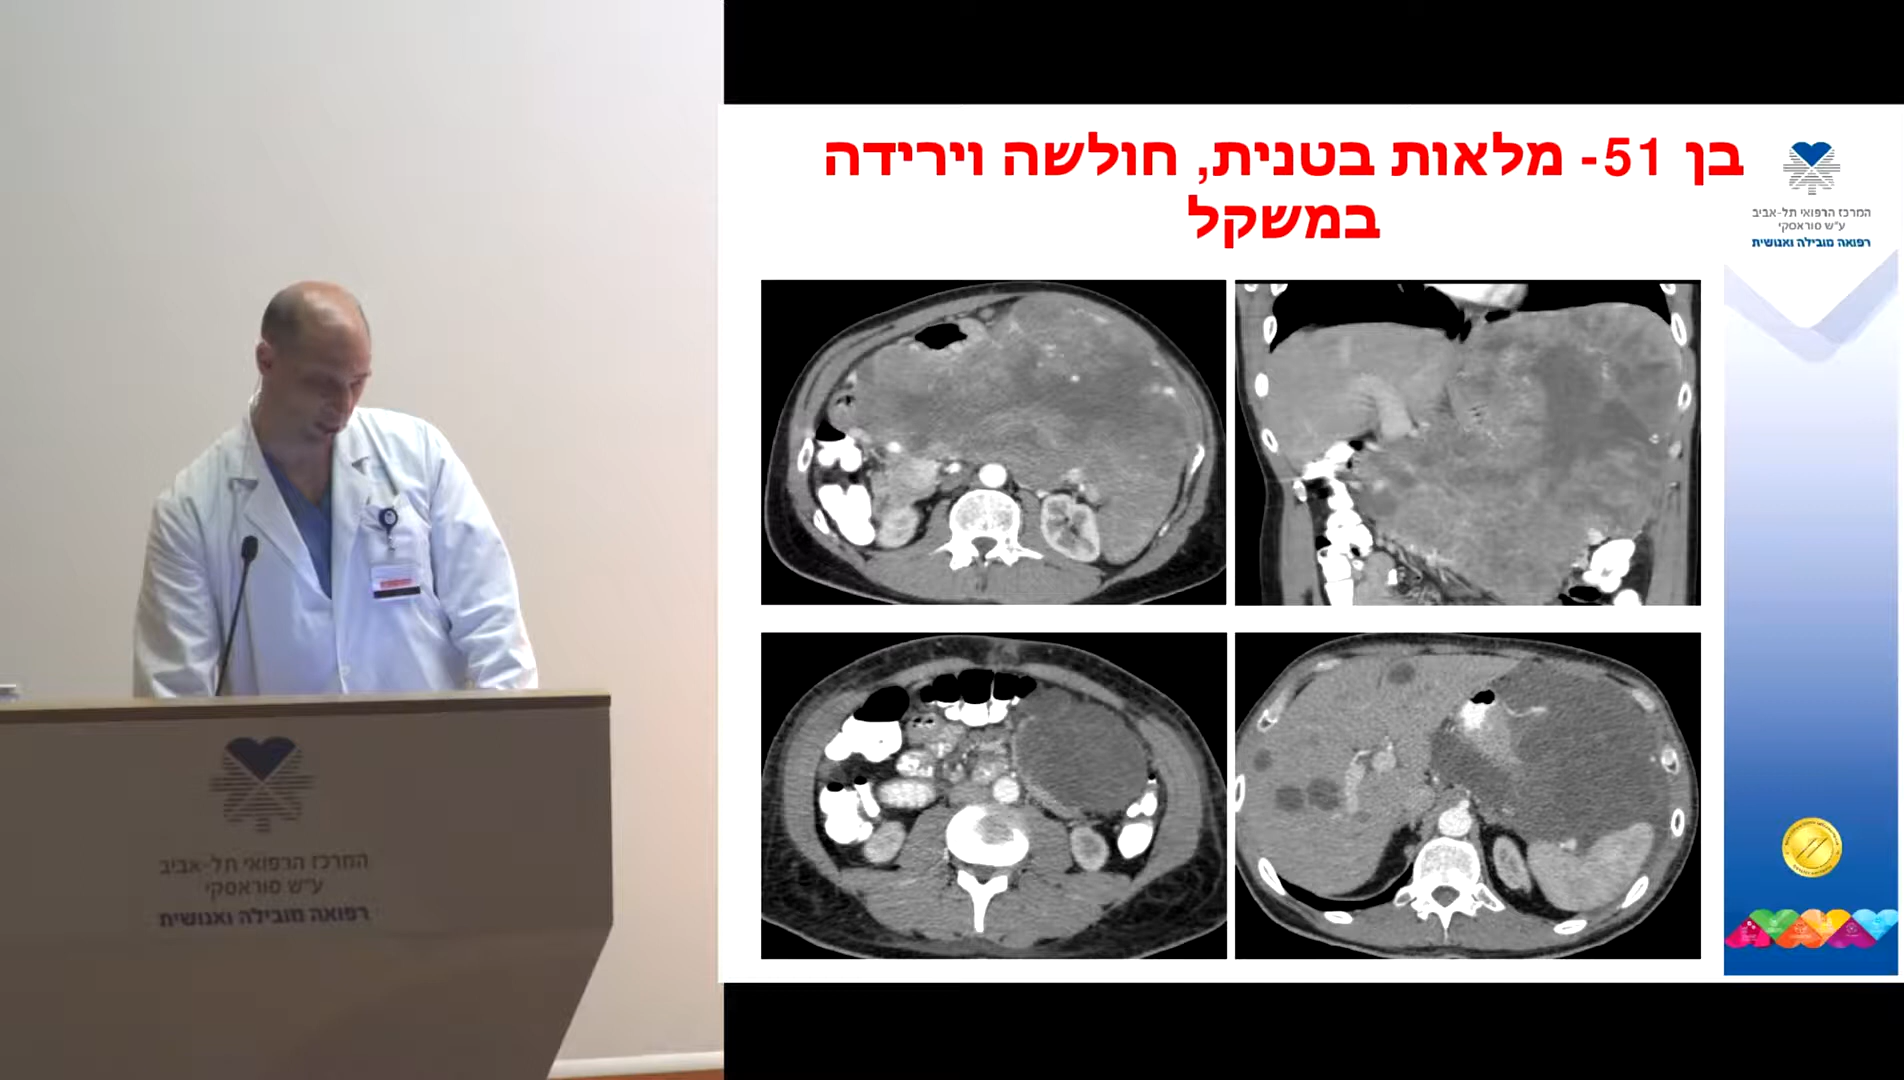 בן 51- מלאות בטנית, חולשה וירידה
במשקל
המרכז הרפואי תל-אביב
ע"ש סוראסקי
רפואה מובילה ואנושית
המרכז הרפואי תל-אביב
ע"ש סוראסקי
רפואה מובילה ואנושית